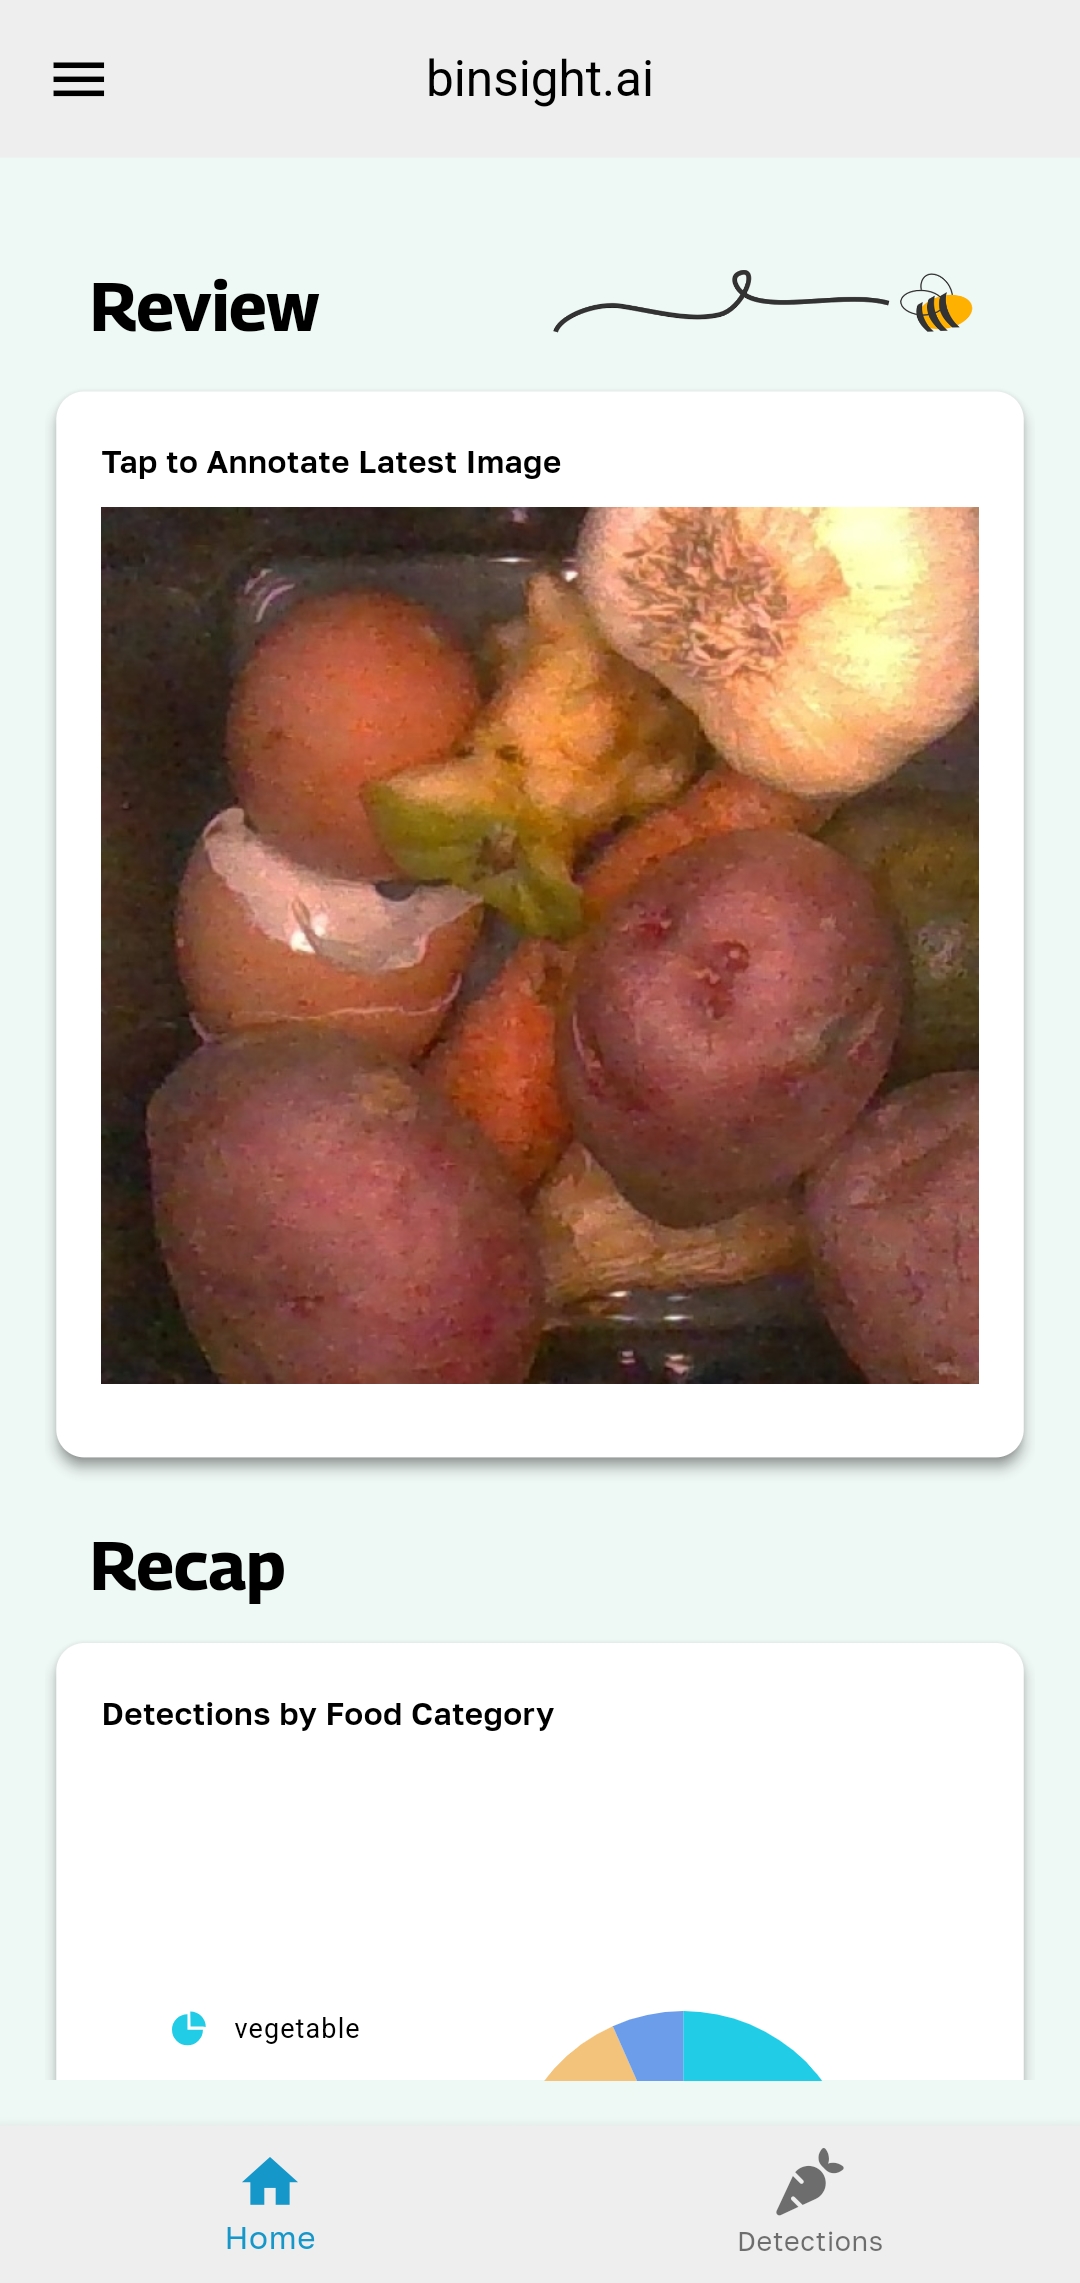 binsight.ai
Review
Tap to Annotate Latest Image
Recap
Detections by Food Category
vegetable
Home
Detections